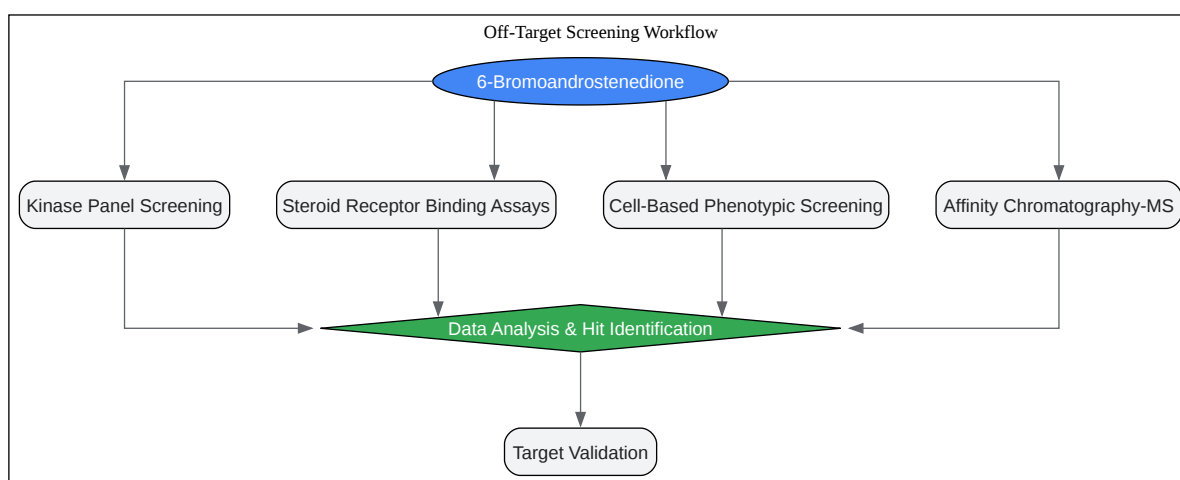 Off-Target Screening Workflow
6-Bromoandrostenedione
Kinase Panel Screening
Steroid Receptor Binding Assays
Cell-Based Phenotypic Screening
Affinity Chromatography-MS
Data Analysis & Hit Identification
Target Validation